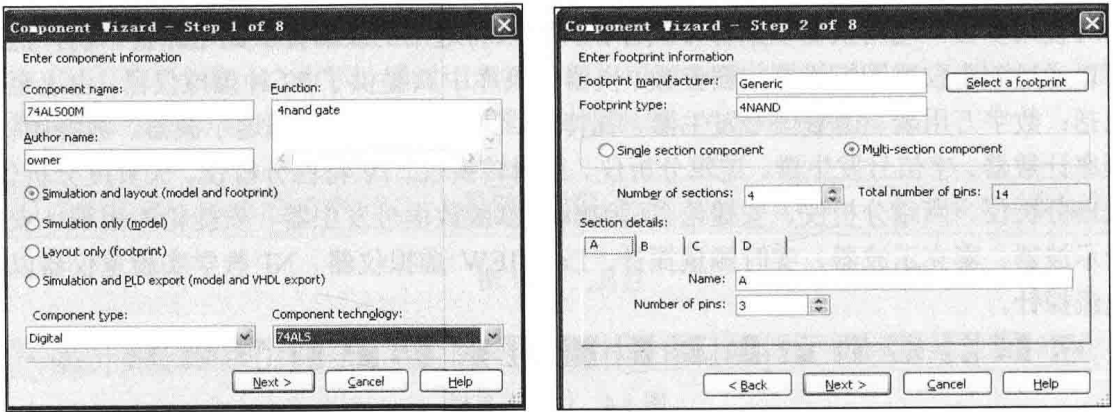 Component Wizard - Step 1 of 8
Enter component information
Component name:
74ALS00M
Function:
4nand gate
Author name:
owner
Simulation and layout (model and footprint)
Simulation only (model)
Layout only (footprint)
Simulation and PLD export (model and VHDL export)
Component type:
Digital
Component technology:
74ALS
Next >
Cancel
Help
Component Wizard - Step 2 of 8
Enter footprint information
Footprint manufacturer:
Generic
Select a footprint
Footprint type:
4NAND
Single section component
Multi-section component
Number of sections:
4
Total number of pins:
14
Section details:
A
B
C
D
Name:
A
Number of pins:
3
< Back
Next >
Cancel
Help